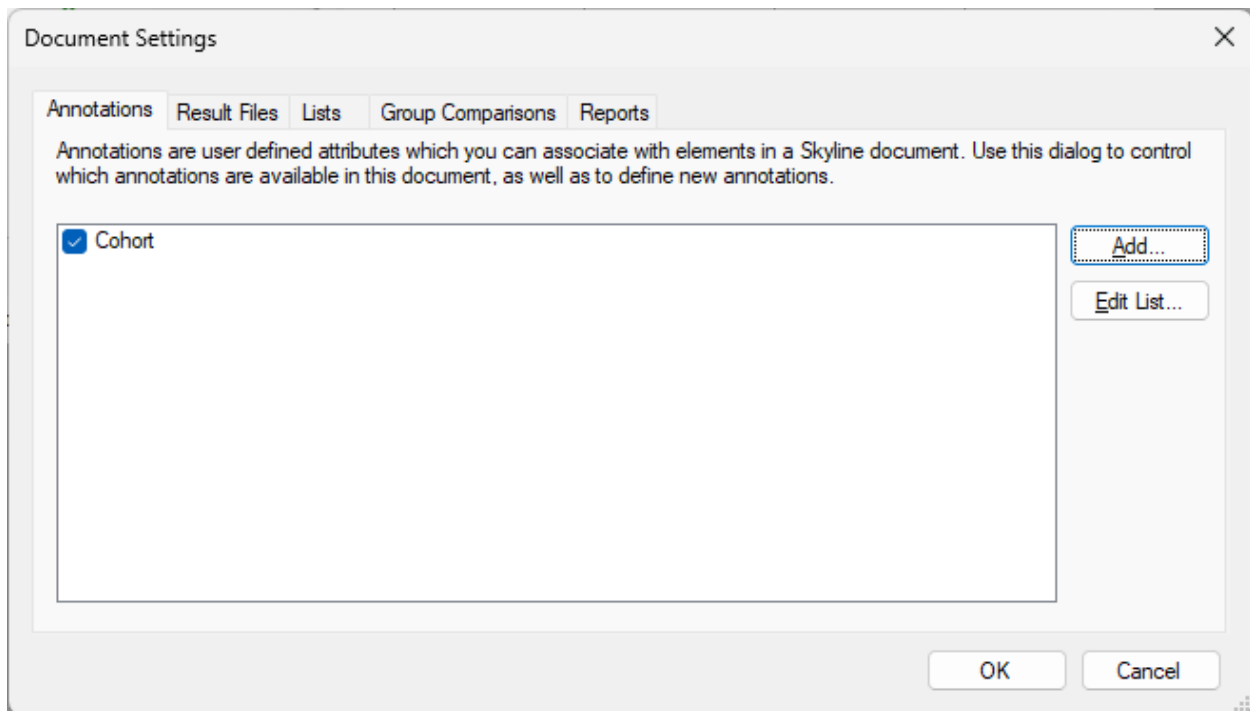 Document Settings
Annotations
Result Files
Lists
Group Comparisons
Reports
Annotations are user defined attributes which you can associate with elements in a Skyline document. Use this dialog to control
which annotations are available in this document, as well as to define new annotations.
Cohort
Add...
Edit List...
OK
Cancel